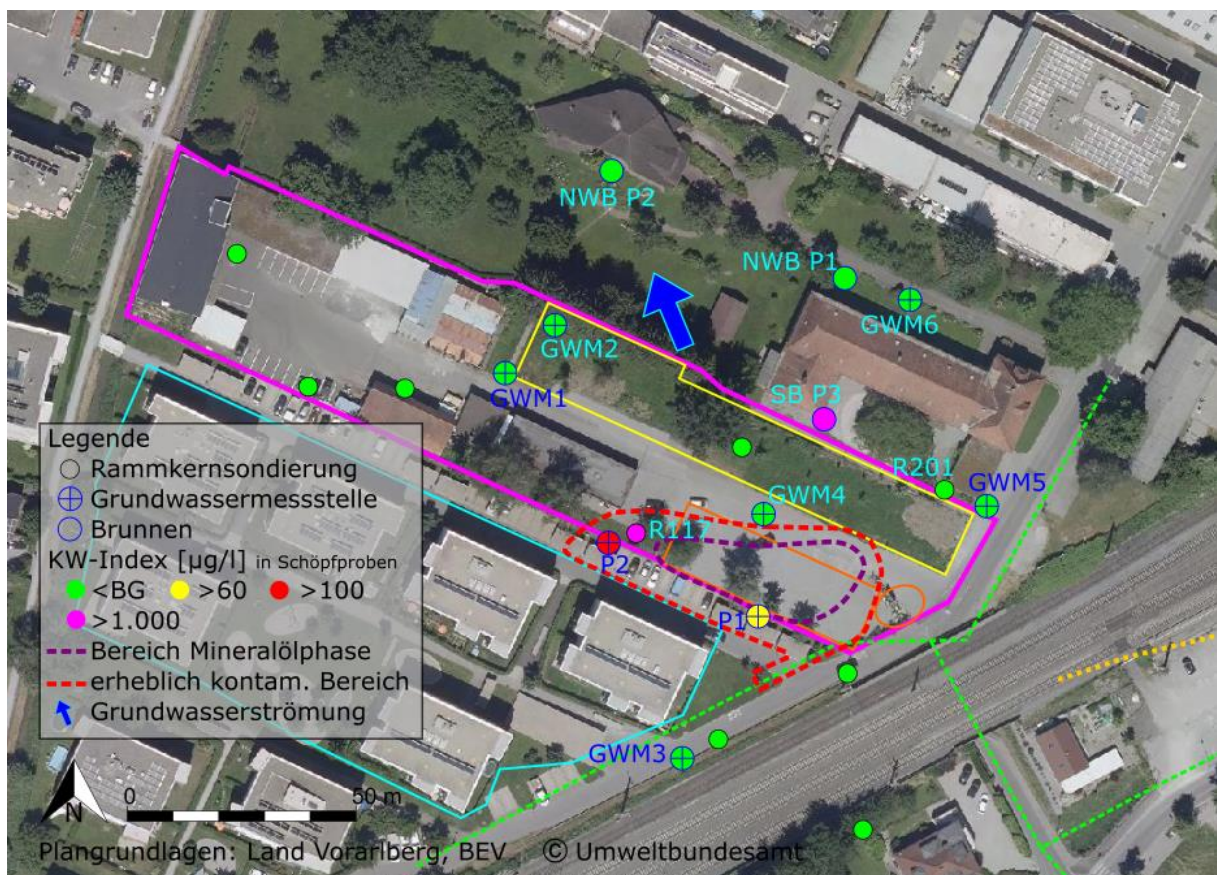 NWB P2
NWB P1
GWM6
GWM2
GWM1
SB P3
R201
GWM5
GWM4
R117
P2
P1
GWM3
Legende
Rammkernsondierung
Grundwassermessstelle
Brunnen
KW-Index [µg/l] in Schöpfproben
<BG >60 >100
>1.000
Bereich Mineralölphase
erheblich kontam. Bereich
Grundwasserströmung
N
0 50 m
Plangrundlagen: Land Vorarlberg, BEV © Umweltbundesamt